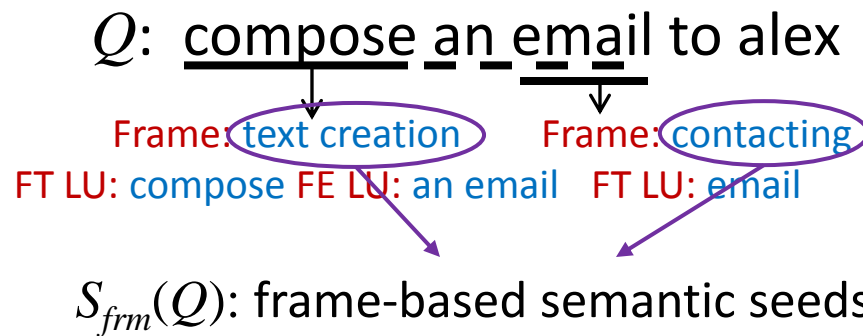 Q: compose an email to alex
Frame: text creation Frame: contacting
FT LU: compose FE LU: an email FT LU: email
S_frm(Q): frame-based semantic seeds